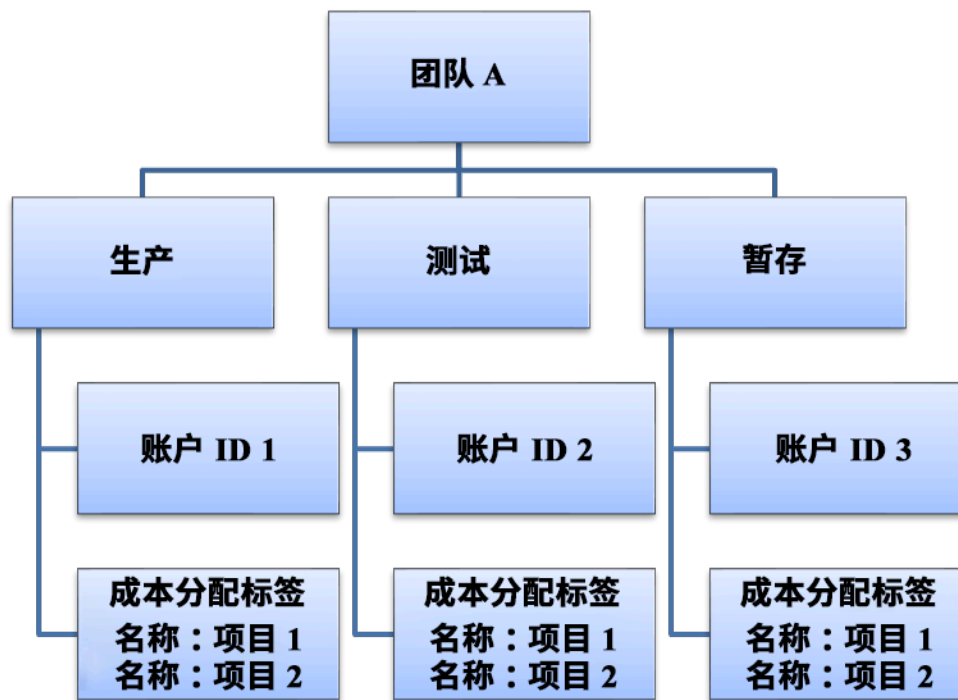 团队 A
生产
测试
暂存
账户 ID 1
账户 ID 2
账户 ID 3
成本分配标签
名称：项目 1
名称：项目 2
成本分配标签
名称：项目 1
名称：项目 2
成本分配标签
名称：项目 1
名称：项目 2